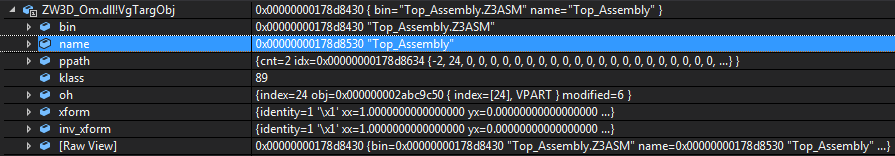 ZW3D_Om.dll!VgTargObj 0x00000000178d8430 { bin="Top_Assembly.Z3ASM" name="Top_Assembly" }
bin 0x00000000178d8430 "Top_Assembly.Z3ASM"
name 0x00000000178d8530 "Top_Assembly"
ppath {cnt=2 idx=0x00000000178d8634 {-2, 24, 0, 0, 0, 0, 0, 0, 0, 0, 0, 0, 0, 0, 0, 0, 0, 0, 0, 0, 0, ...} }
klass 89
oh {index=24 obj=0x000000002abc9c50 { index=[24], VPART } modified=6 }
xform {identity=1 '\x1' xx=1.0000000000000000 yx=0.00000000000000000 ...}
inv_xform {identity=1 '\x1' xx=1.0000000000000000 yx=0.00000000000000000 ...}
[Raw View] 0x00000000178d8430 {bin=0x00000000178d8430 "Top_Assembly.Z3ASM" name=0x00000000178d8530 "Top_Assembly" ...}